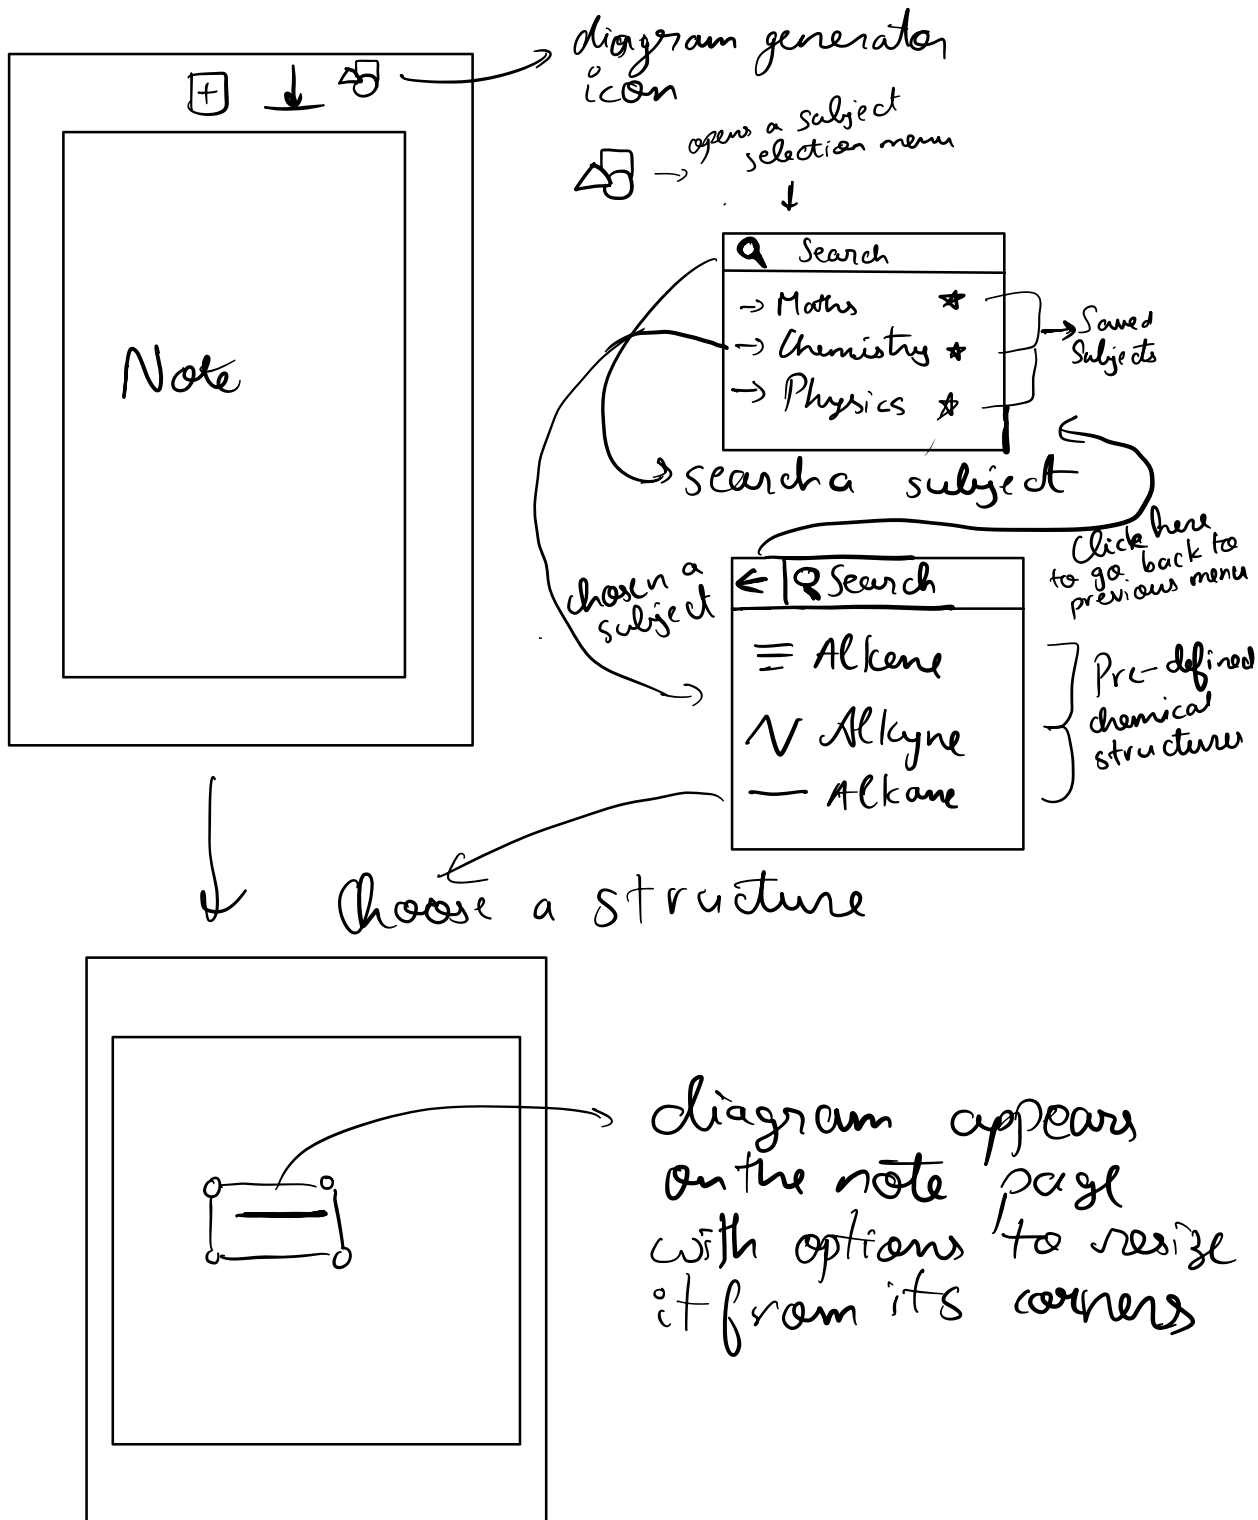 diagram generator
icon
opens a subject
selection menu
Search
→ Maths
→ Chemistry
→ Physics
Saved
Subjects
search a subject
Click here
to go back to
previous menu
chosen a
subject
← Search
Alkene
Alkyne
Alkane
Pre-defined
chemical
structures
Note
Choose a structure
diagram appears
on the note page
with options to resize
it from its corners